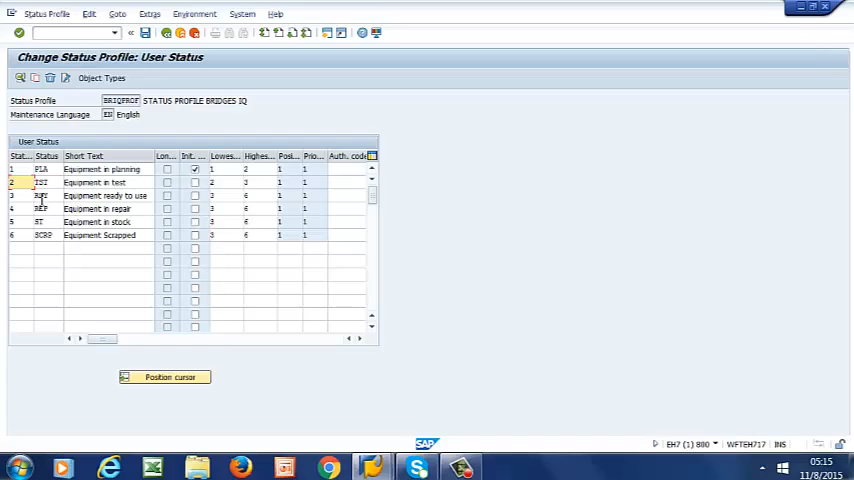 Status Profile Edit Goto Extras Environment System Help
Change Status Profile: User Status
Object Types
Status Profile BRIQPROF STATUS PROFILE BRIDGES IQ
Maintenance Language EN English
User Status
Stat... Status Short Text Lon... Init. ... Lowes... Highes... Posi... Prio... Auth. code
1 PLA Equipment in planning 1 2 1 1
2 TST Equipment in test 2 3 1 1
3 RDY Equipment ready to use 3 6 1 1
4 REP Equipment in repair 3 6 1 1
5 ST Equipment in stock 3 6 1 1
6 SCRP Equipment Scrapped 3 6 1 1
Position cursor
SAP
EH7 (1) 800 WFTEH717 INS
05:15
11/8/2015